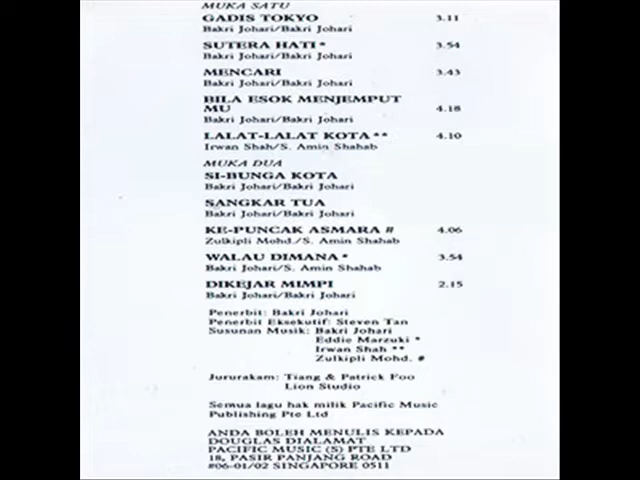 MUKA SATU
GADIS TOKYO 3.11
Bakri Johari/Bakri Johari
SUTERA HATI * 3.54
Bakri Johari/Bakri Johari
MENCARI 3.43
Bakri Johari/Bakri Johari
BILA ESOK MENJEMPUT
MU 4.18
Bakri Johari/Bakri Johari
LALAT-LALAT KOTA ** 4.10
Irwan Shah/S. Amin Shahab
MUKA DUA
SI-BUNGA KOTA
Bakri Johari/Bakri Johari
SANGKAR TUA
Bakri Johari/Bakri Johari
KE-PUNCAK ASMARA # 4.06
Zulkipli Mohd./S. Amin Shahab
WALAU DIMANA * 3.54
Bakri Johari/S. Amin Shahab
DIKEJAR MIMPI 2.15
Bakri Johari/Bakri Johari
Penerbit: Bakri Johari
Penerbit Eksekutif: Steven Tan
Susunan Musik: Bakri Johari
Eddie Marzuki *
Irwan Shah **
Zulkipli Mohd. #
Jururakam: Tiang & Patrick Foo
Lion Studio
Semua lagu hak milik Pacific Music
Publishing Pte Ltd
ANDA BOLEH MENULIS KEPADA
DOUGLAS DIALAMAT
PACIFIC MUSIC (S) PTE LTD
18, PASIR PANJANG ROAD
#06-01/02 SINGAPORE 0511